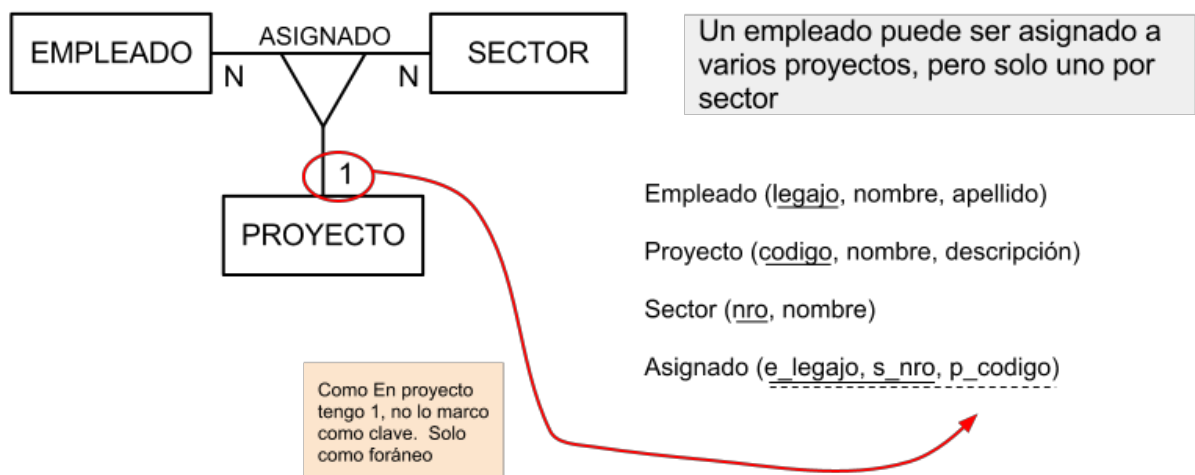 EMPLEADO
ASIGNADO
SECTOR
N
N
1
PROYECTO
Un empleado puede ser asignado a
varios proyectos, pero solo uno por
sector
Empleado (legajo, nombre, apellido)
Proyecto (codigo, nombre, descripción)
Sector (nro, nombre)
Asignado (e_legajo, s_nro, p_codigo)
Como En proyecto
tengo 1, no lo marco
como clave. Solo
como foráneo